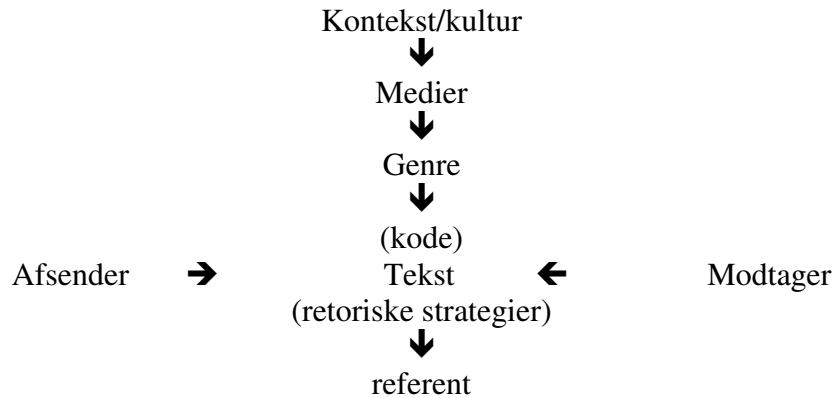 Kontekst/kultur
🡻
Medier
🡻
Genre
🡻
(kode)
Afsender 🡺 Tekst 🡸 Modtager
(retoriske strategier)
🡻
referent